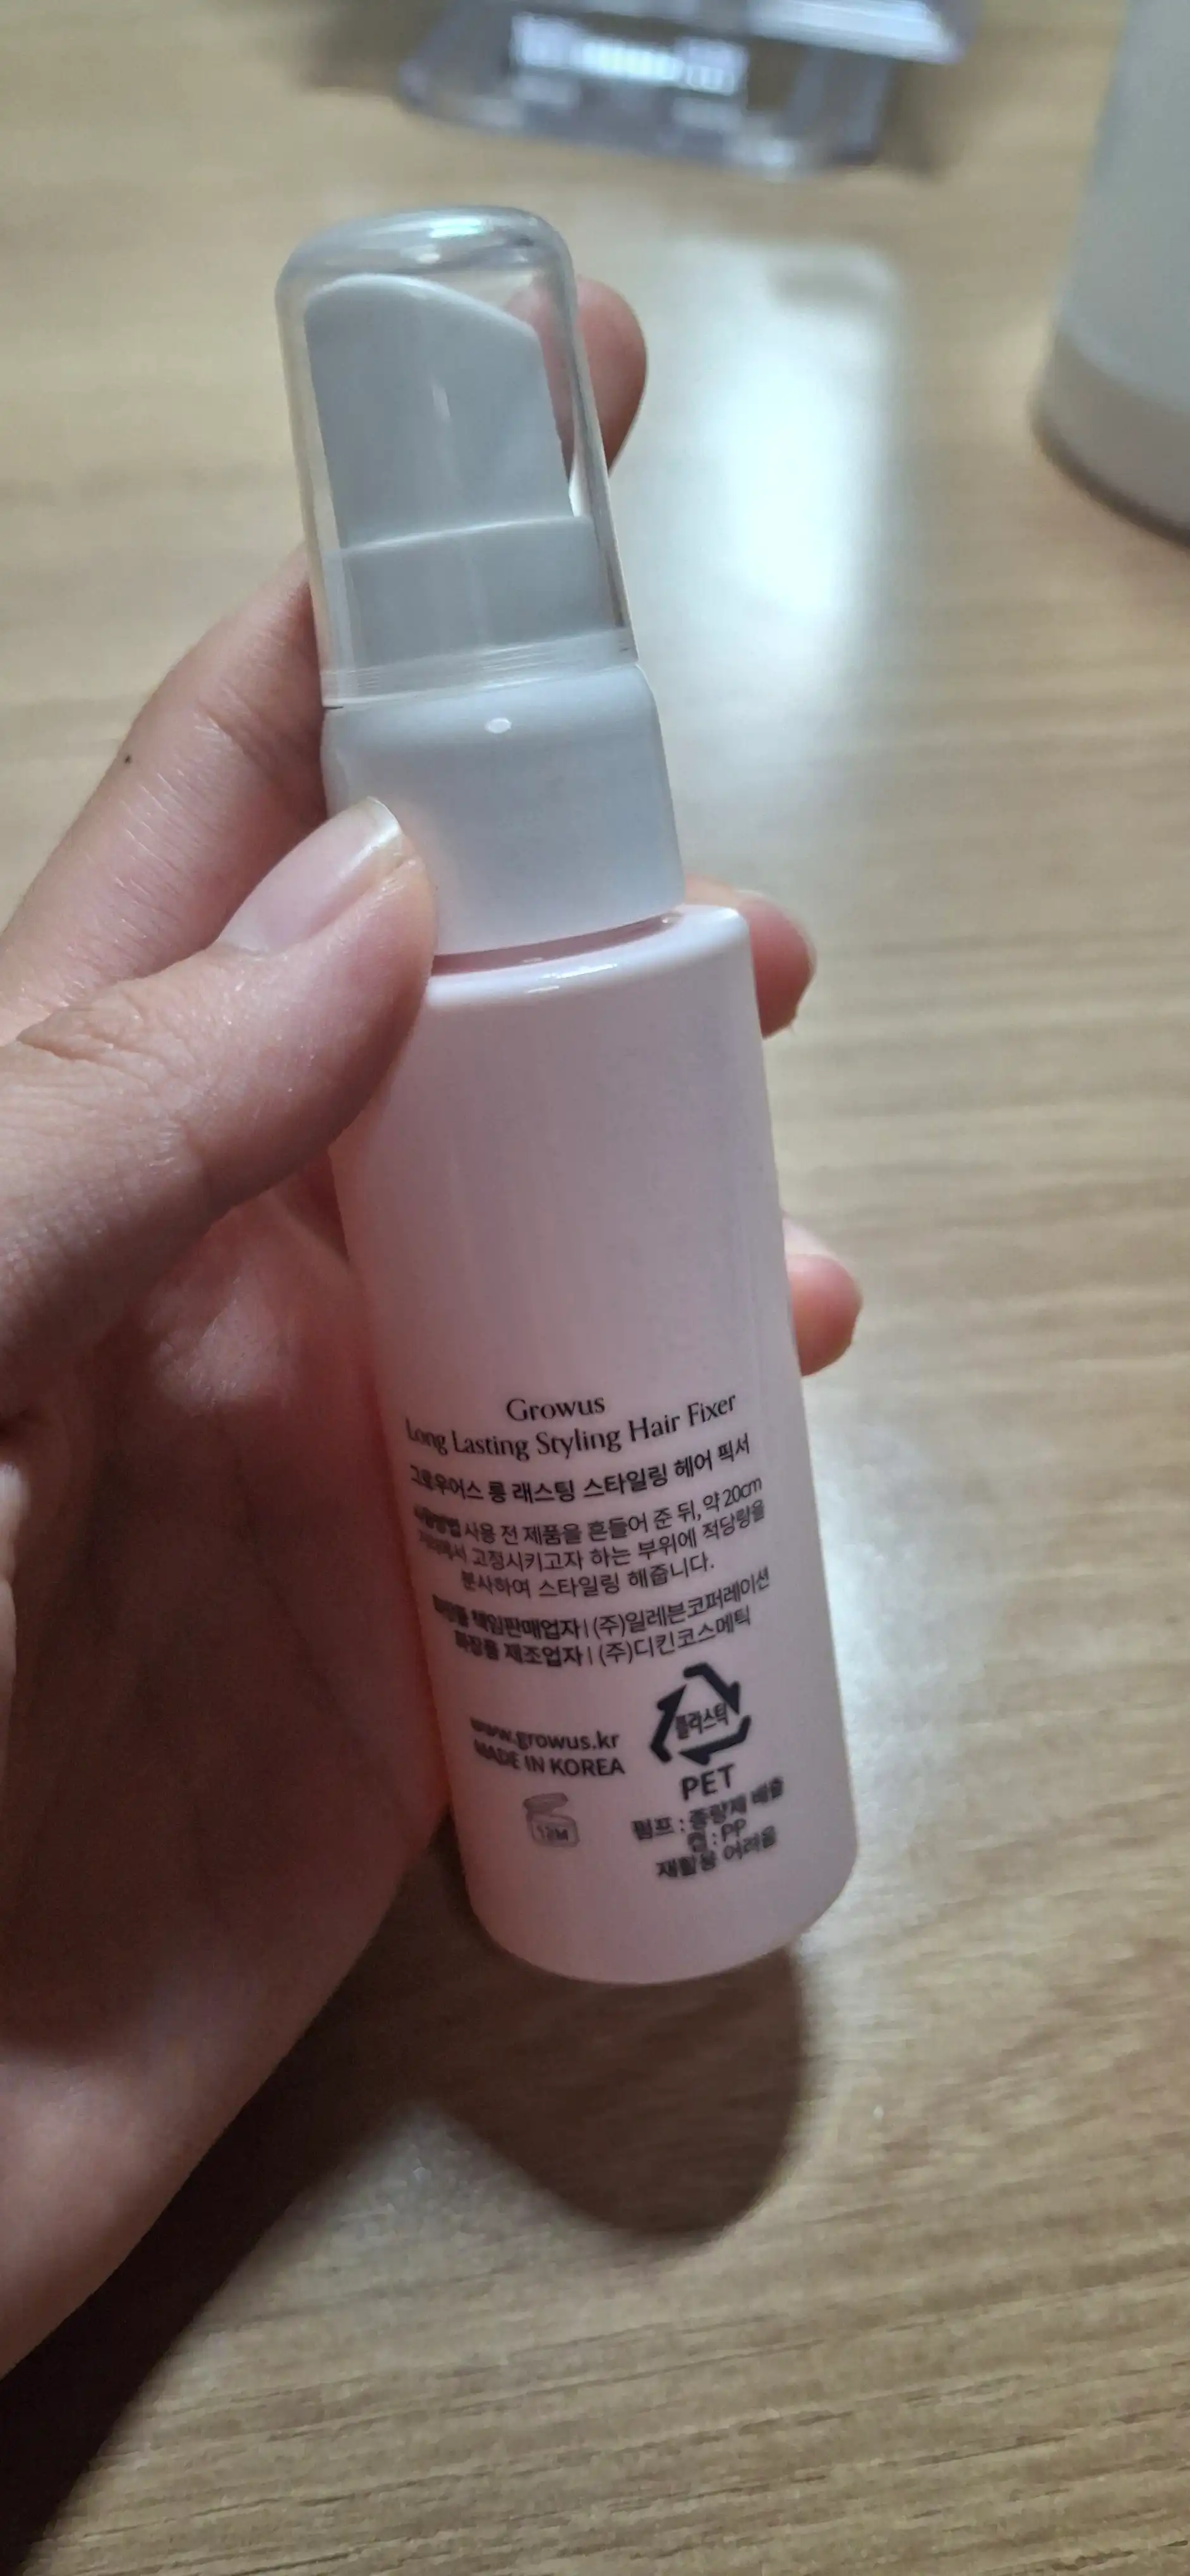 Growus
Long Lasting Styling Hair Fixer
그로우어스 롱 래스팅 스타일링 헤어 픽서
사용방법 사용 전 제품을 흔들어 준 뒤, 약 20cm
거리에서 고정시키고자 하는 부위에 적당량을
분사하여 스타일링 해줍니다.
화장품 책임판매업자 | (주)일레븐코퍼레이션
화장품 제조업자 | (주)디킨코스메틱
플라스틱
www.growus.kr
MADE IN KOREA
PET
12M
펌프 : 종량제 배출
캡 : PP
재활용 어려움